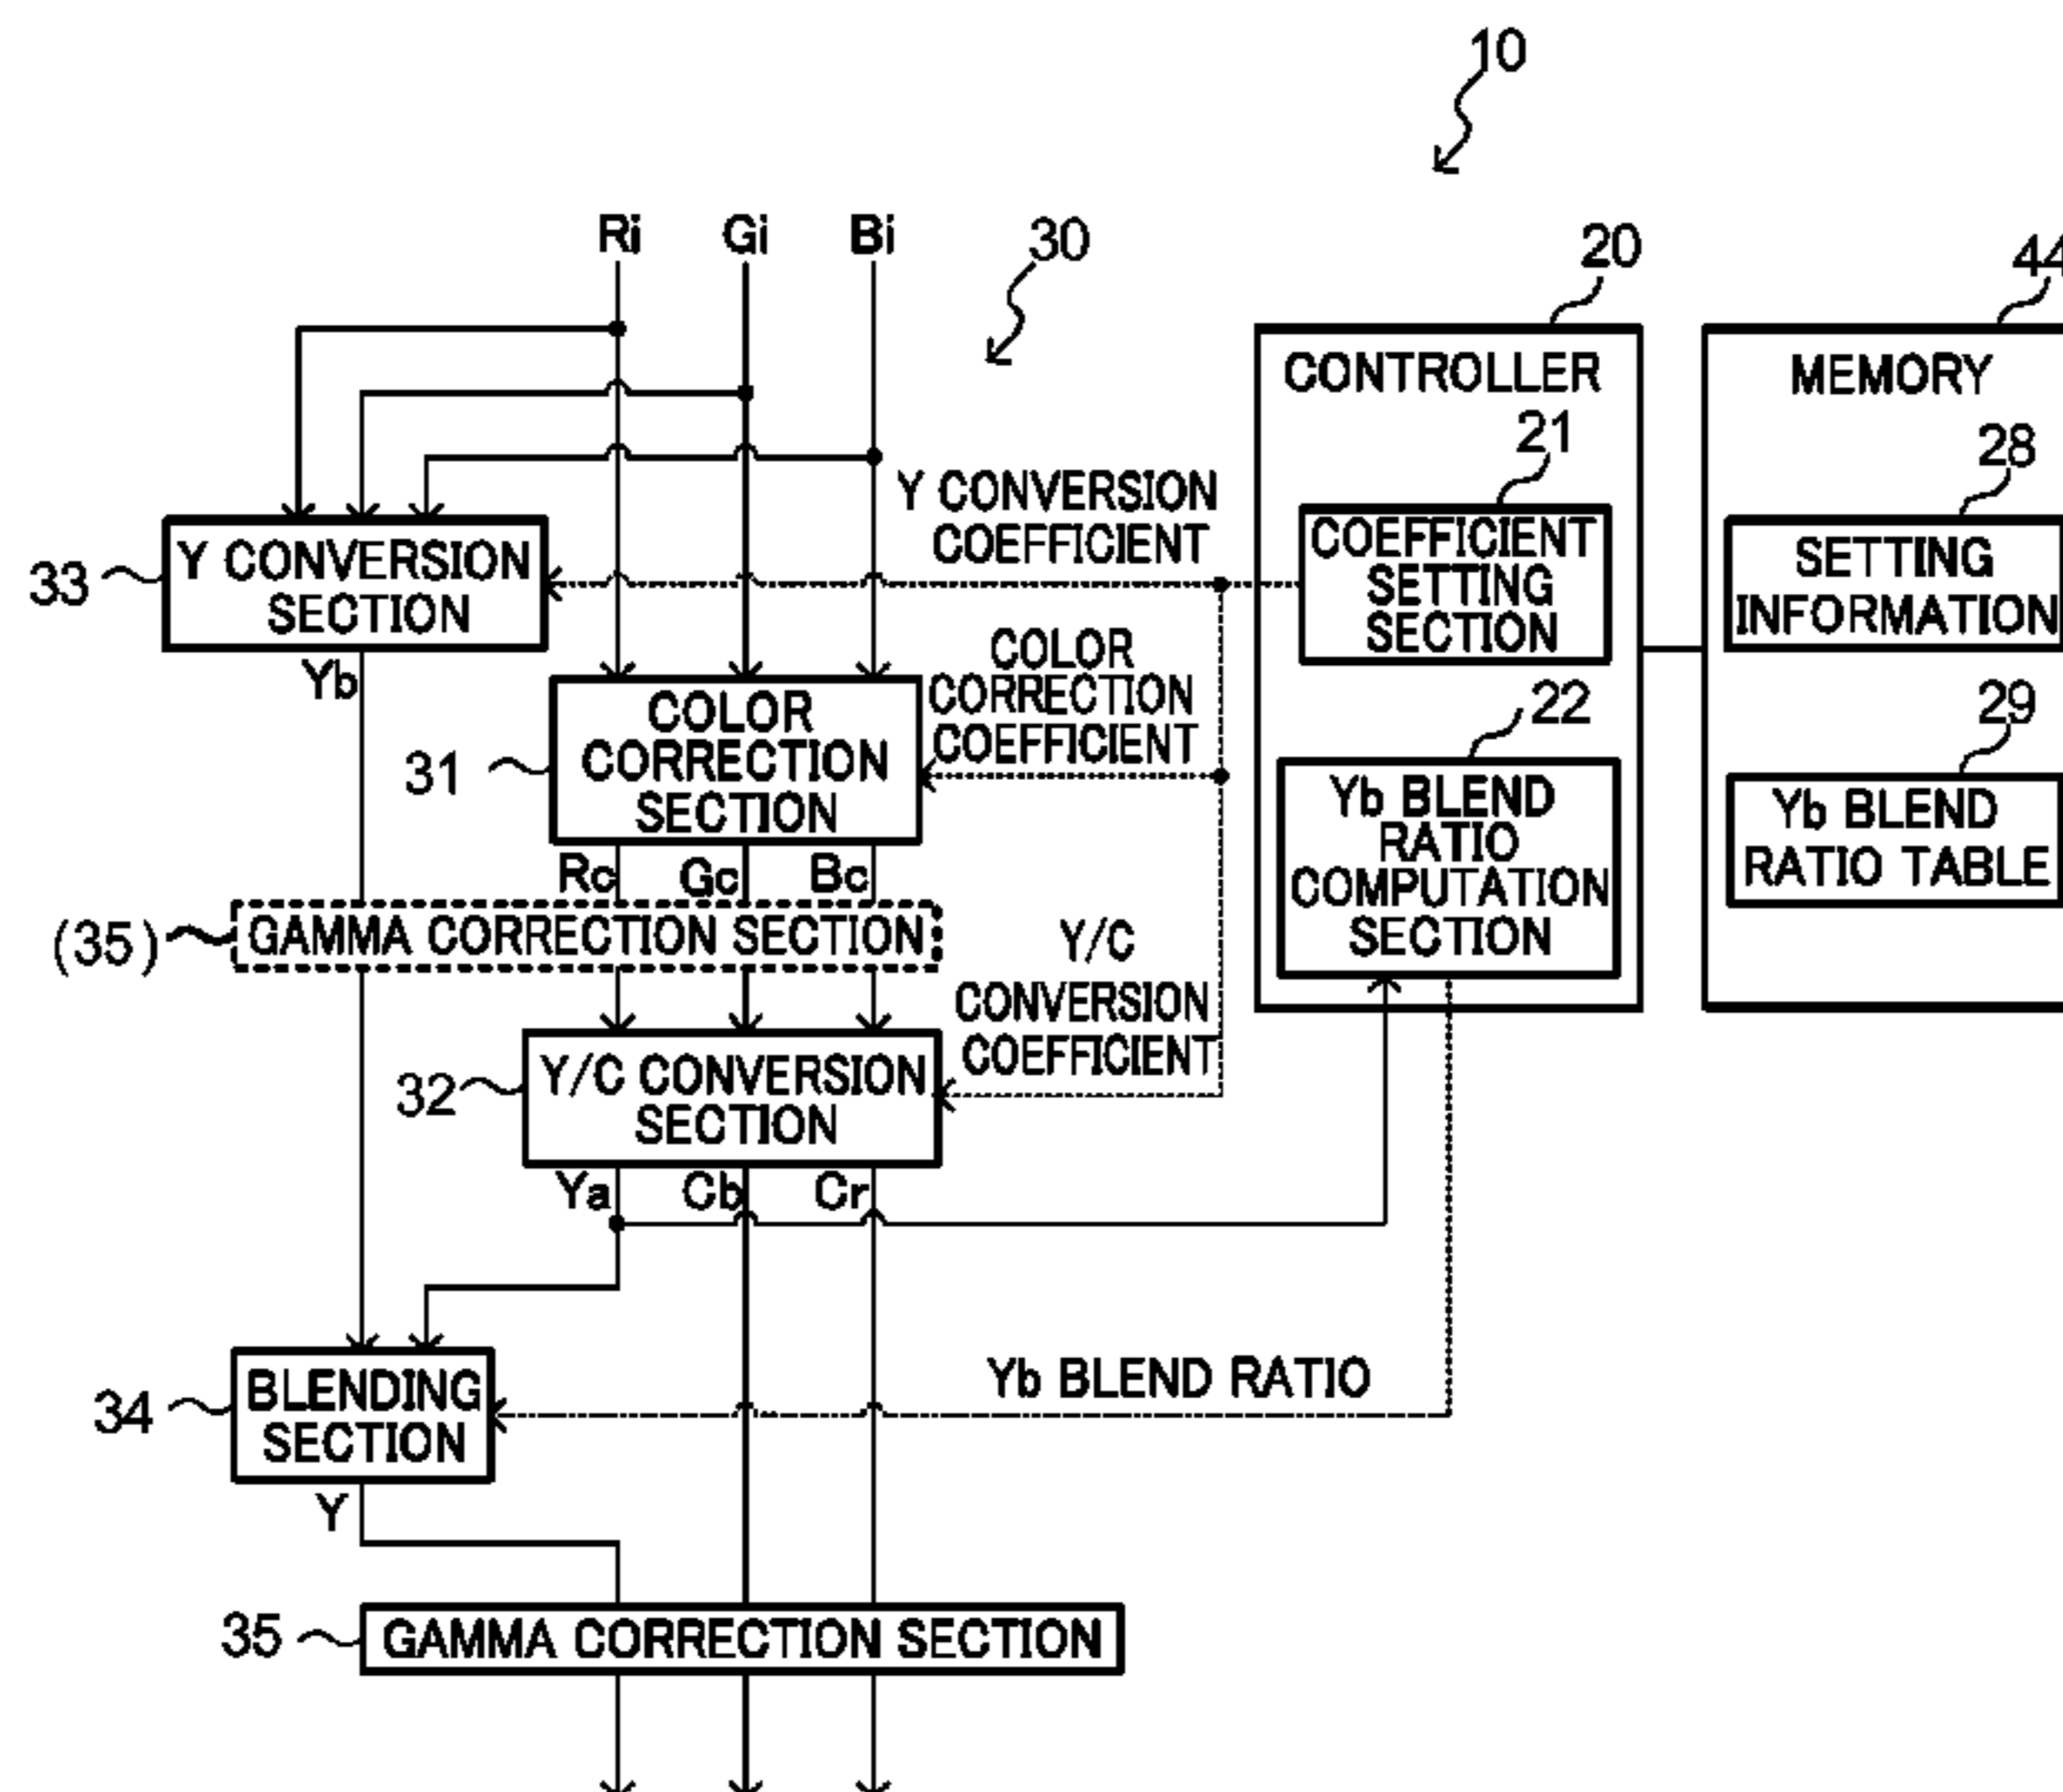 10
Ri Gi Bi
30
20
44
CONTROLLER
MEMORY
21
28
Y CONVERSION
COEFFICIENT
COEFFICIENT
SETTING
SECTION
SETTING
INFORMATION
33
Y CONVERSION
SECTION
Yb
COLOR
CORRECTION
COEFFICIENT
22
29
31
COLOR
CORRECTION
SECTION
Yb BLEND
RATIO
COMPUTATION
SECTION
Yb BLEND
RATIO TABLE
Rc Gc Bc
(35)
GAMMA CORRECTION SECTION
Y/C
CONVERSION
COEFFICIENT
32
Y/C CONVERSION
SECTION
Ya Cb Cr
34
BLENDING
SECTION
Yb BLEND RATIO
Y
35
GAMMA CORRECTION SECTION